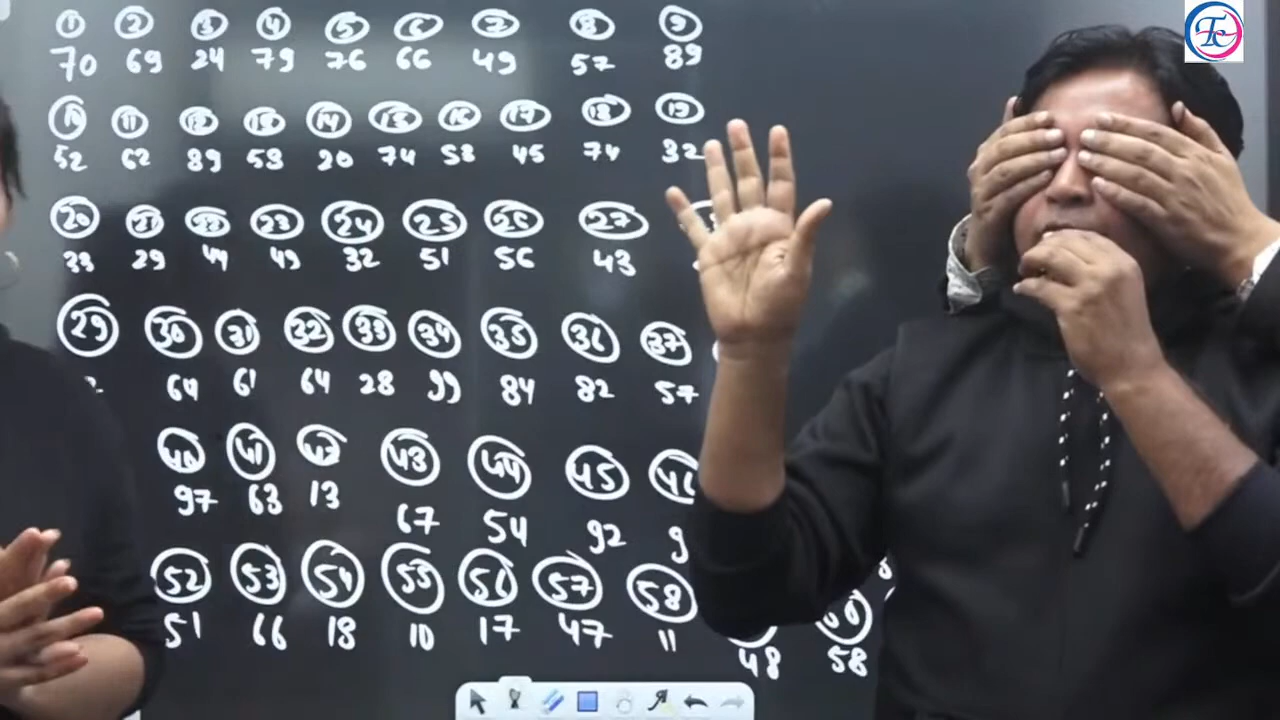 1 2 3 4 5 6 7 8 9
70 69 24 79 76 66 49 57 89
10 11 12 13 14 15 16 17 18 19
52 62 89 59 20 74 58 45 74 32
20 21 22 23 24 25 26 27
39 29 44 49 32 51 56 43
29 30 31 32 33 34 35 36 37
64 61 64 28 99 84 82 57
40 41 42 43 44 45 46
97 63 13 67 54 92 9
52 53 54 55 56 57 58
51 66 18 10 17 47 11 48 58